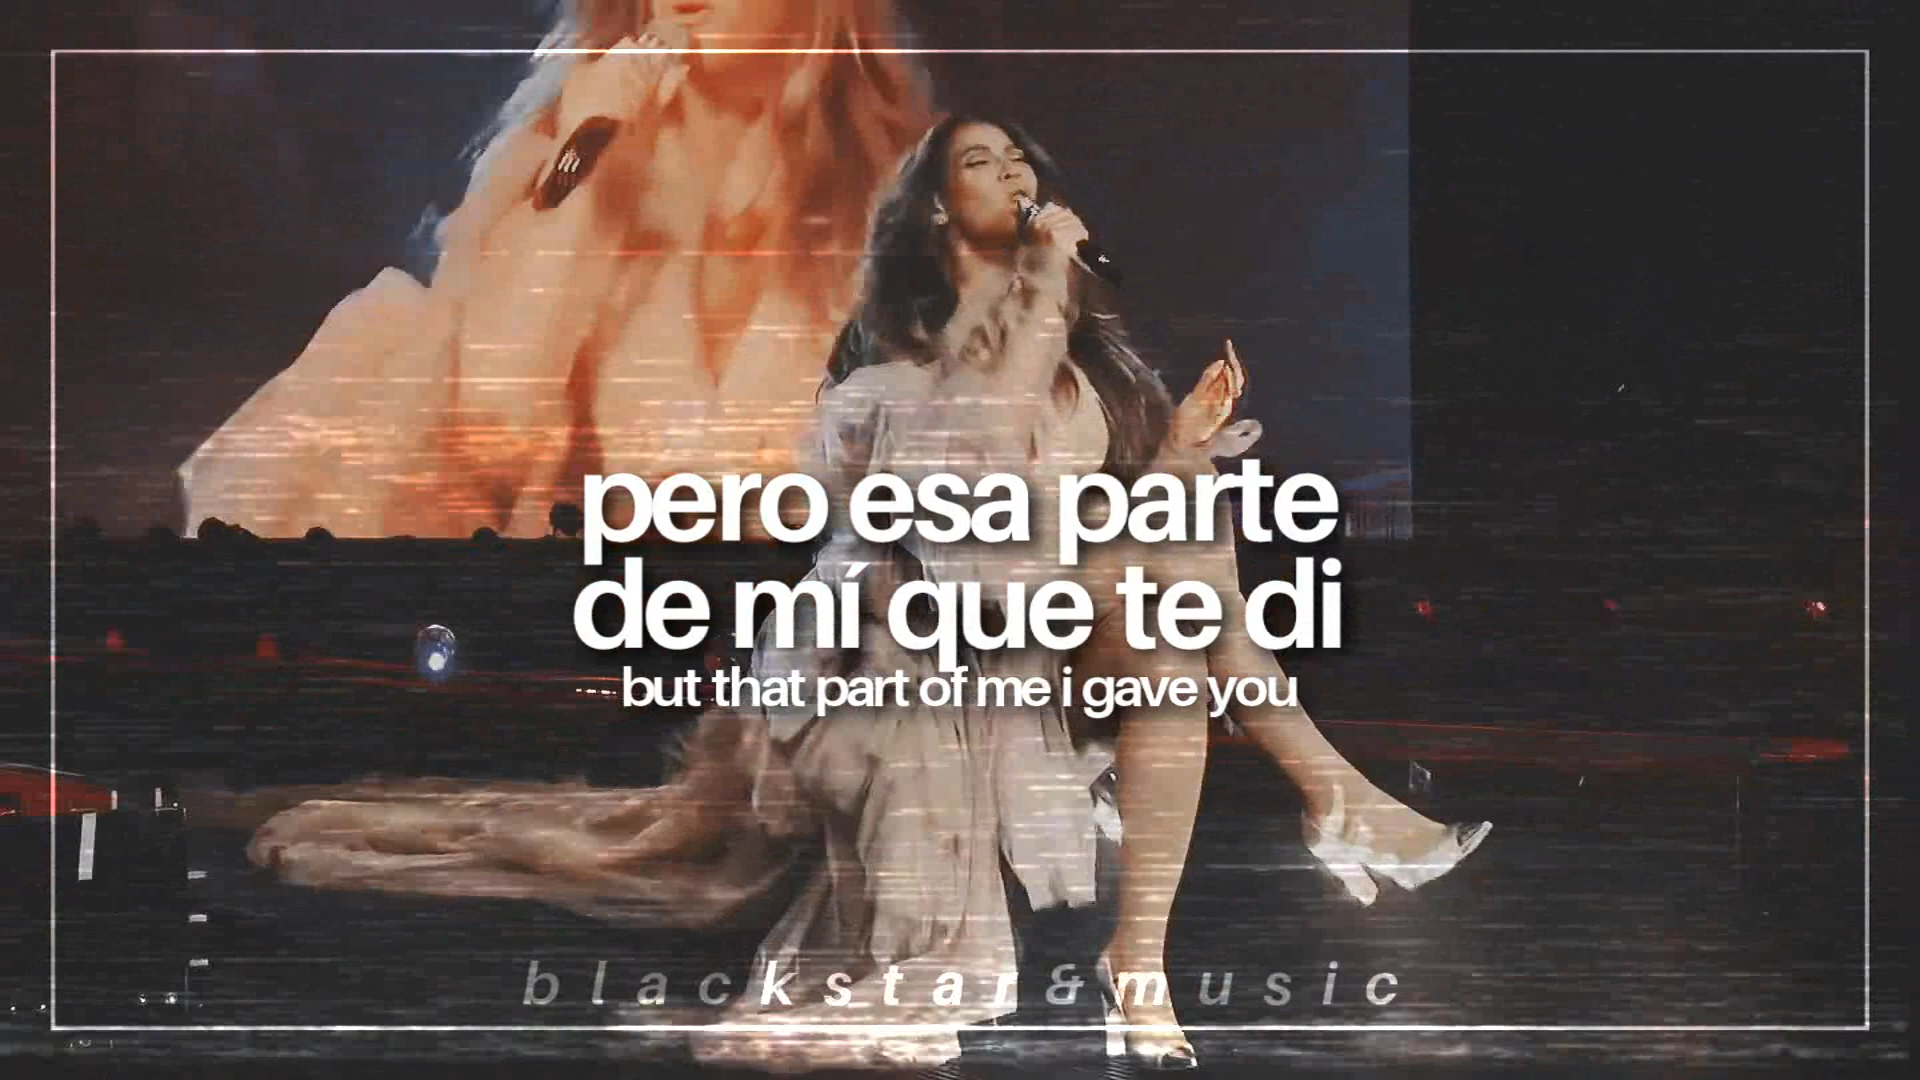 pero esa parte
de mí que te di
but that part of me i gave you
blackstar&music